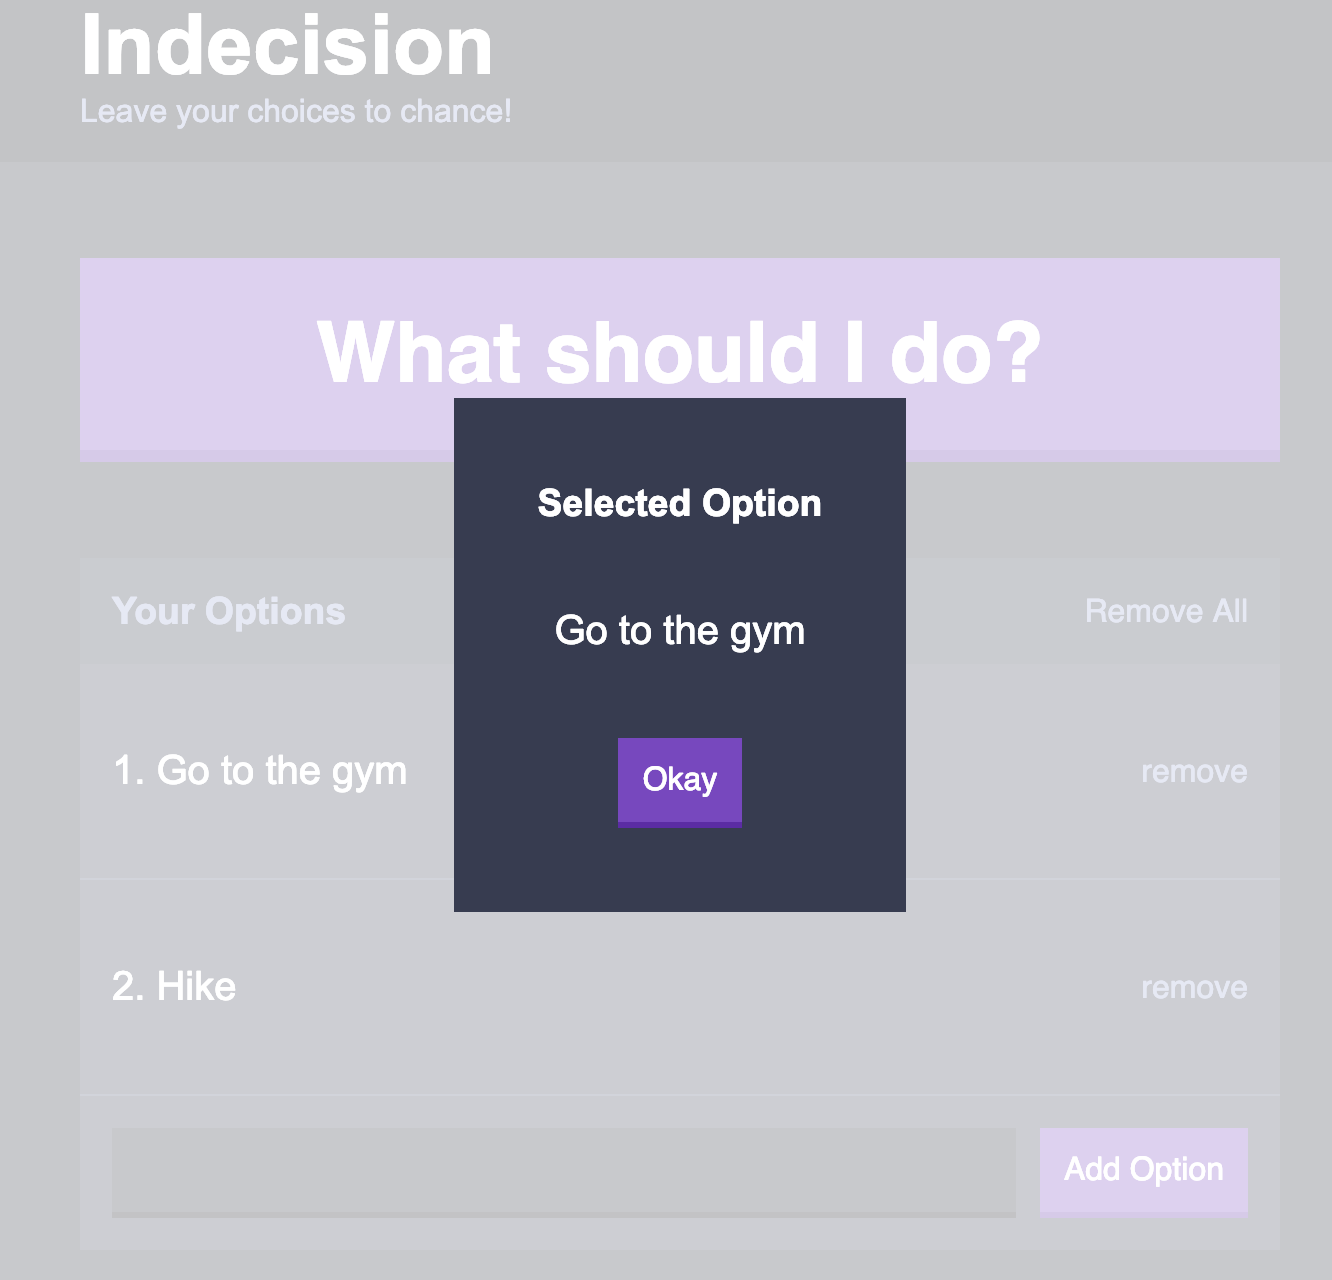 Indecision
Leave your choices to chance!
What should I do?
Selected Option
Go to the gym
Okay
Your Options
Remove All
1. Go to the gym
remove
2. Hike
remove
Add Option